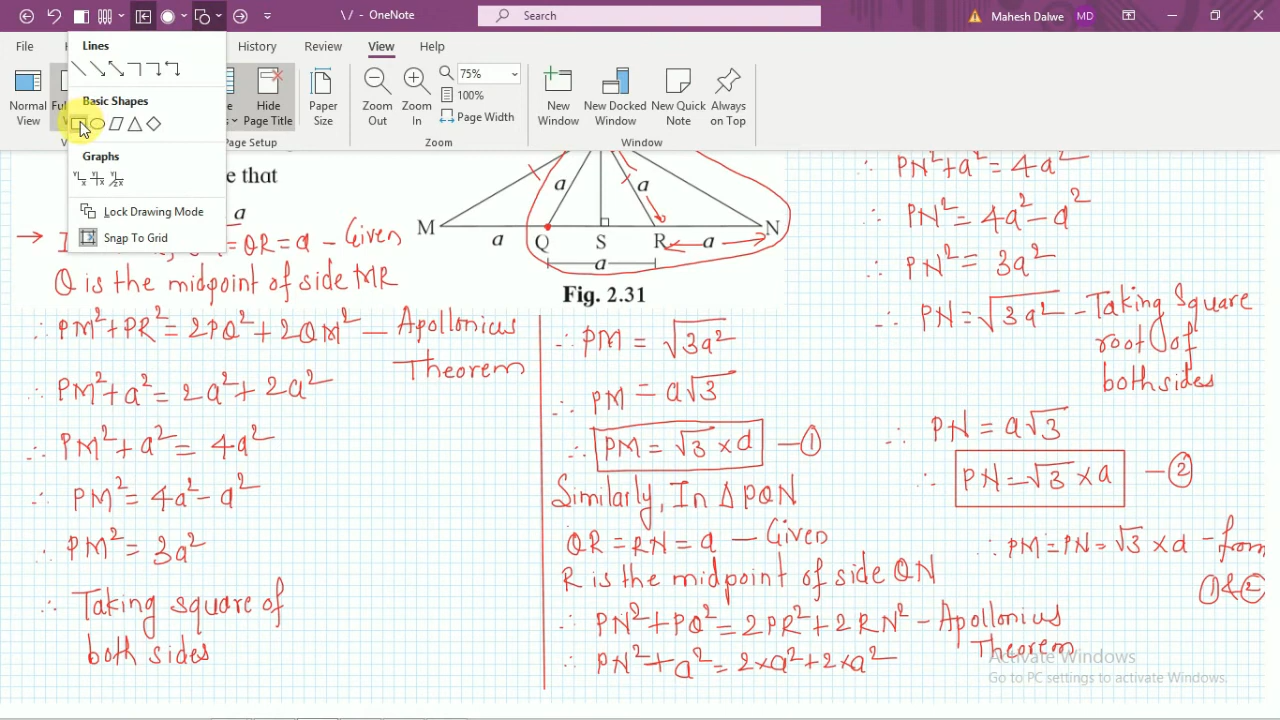 \/ - OneNote
Search
Mahesh Dalwe
MD
File
History
Review
View
Help
Lines
Basic Shapes
Graphs
Lock Drawing Mode
Snap To Grid
Normal View
Hide Page Title
Paper Size
Page Setup
Zoom Out
Zoom In
75%
100%
Page Width
Zoom
New Window
New Docked Window
New Quick Note
Always on Top
Window
e that
a
M
a
Q
S
R
a
N
a
a
a
Fig. 2.31
→
= QR = a - Given
Q is the midpoint of side MR
∴ PM² + PR² = 2PQ² + 2QM² - Apollonius Theorem
∴ PM² + a² = 2a² + 2a²
∴ PM² + a² = 4a²
∴ PM² = 4a² - a²
∴ PM² = 3a²
∴ Taking square of
both sides
∴ PM = √3a²
∴ PM = a√3
∴ PM = √3 × a - ①
Similarly, In △PQN
QR = RN = a - Given
R is the midpoint of side QN
∴ PN² + PQ² = 2PR² + 2RN² - Apollonius Theorem
∴ PN² + a² = 2×a² + 2×a²
∴ PN² + a² = 4a²
∴ PN² = 4a² - a²
∴ PN² = 3a²
∴ PN = √3a² - Taking Square
root of
both sides
∴ PN = a√3
∴ PN = √3 × a - ②
∴ PM = PN = √3 × a - from
① & ②
Activate Windows
Go to PC settings to activate Windows.